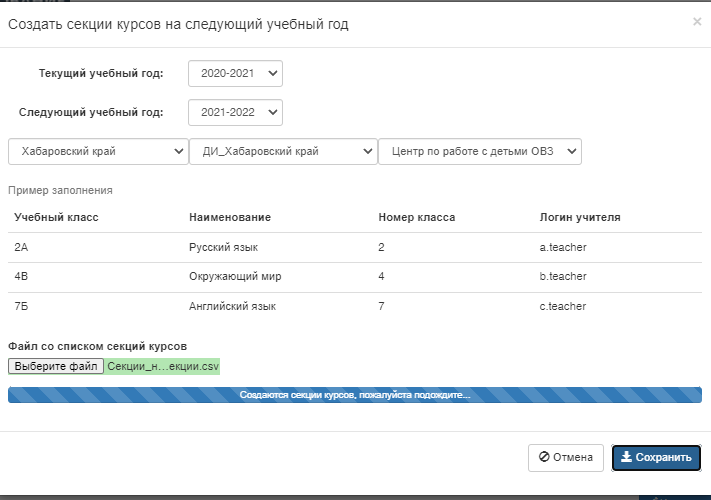 Создать секции курсов на следующий учебный год ×
Текущий учебный год: 2020-2021
Следующий учебный год: 2021-2022
Хабаровский край ДИ_Хабаровский край Центр по работе с детьми ОВЗ
Пример заполнения
Учебный класс Наименование Номер класса Логин учителя
2А Русский язык 2 a.teacher
4В Окружающий мир 4 b.teacher
7Б Английский язык 7 c.teacher
Файл со списком секций курсов
Выберите файл Секции_н...екции.csv
Создаются секции курсов, пожалуйста подождите...
Отмена Сохранить